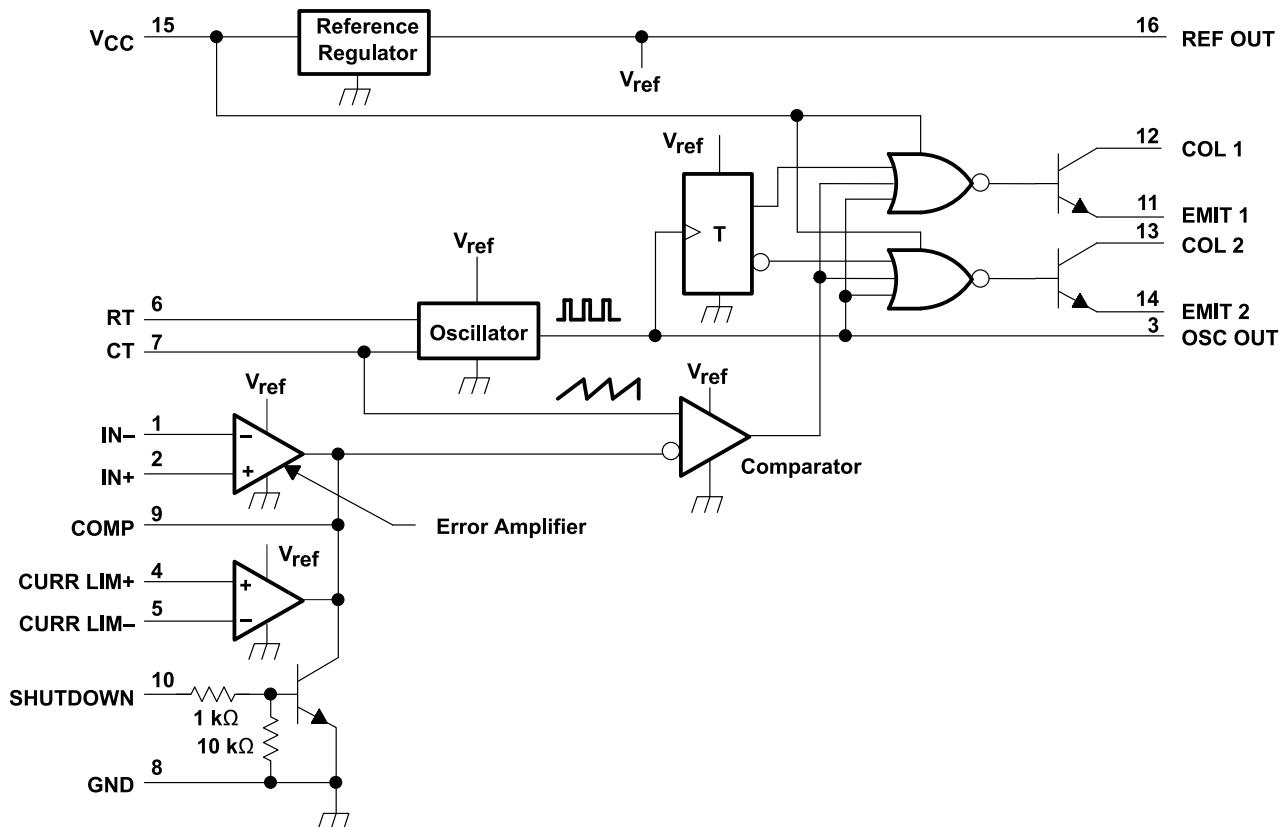 VCC 15
Reference
Regulator
16 REF OUT
Vref
Vref
12 COL 1
11 EMIT 1
T
13 COL 2
Vref
14 EMIT 2
RT 6
Oscillator
3 OSC OUT
CT 7
Vref
Vref
IN– 1
–
IN+ 2
+
Comparator
COMP 9
Error Amplifier
Vref
CURR LIM+ 4
+
CURR LIM– 5
–
SHUTDOWN 10
1 kΩ
10 kΩ
GND 8